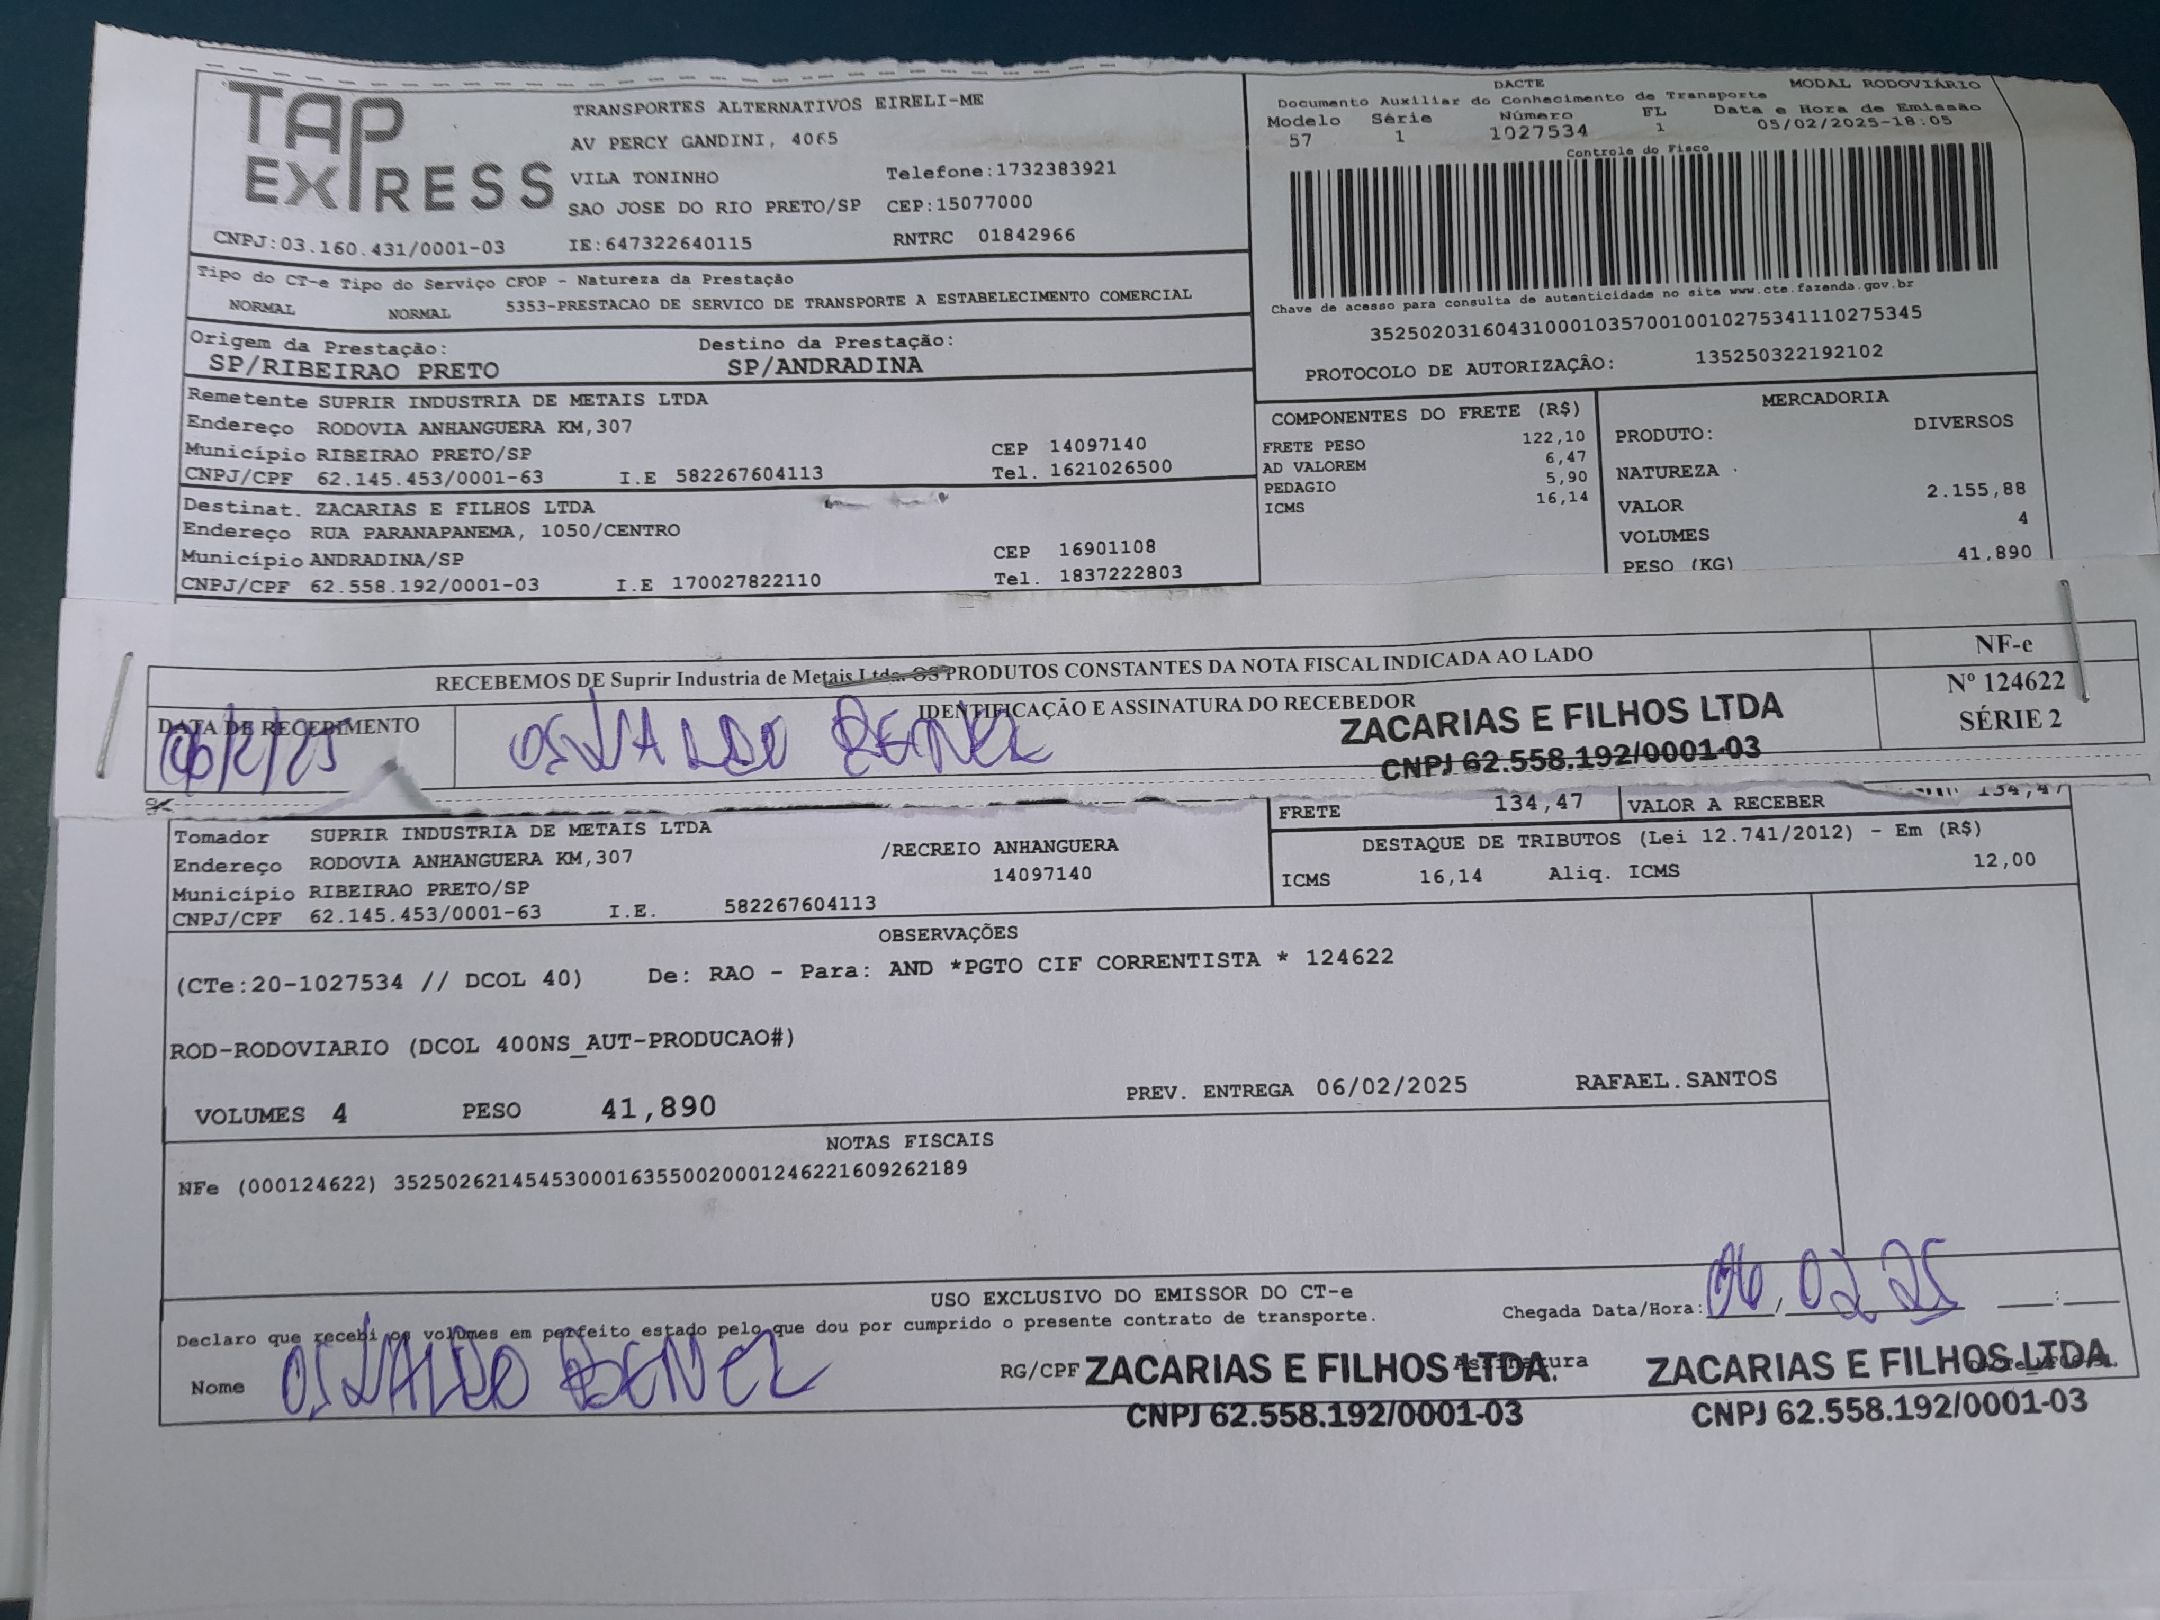 TAP EXPRESS
TRANSPORTES ALTERNATIVOS EIRELI-ME
AV PERCY GANDINI, 4065
VILA TONINHO Telefone:1732383921
SAO JOSE DO RIO PRETO/SP CEP:15077000
CNPJ:03.160.431/0001-03 IE:647322640115 RNTRC 01842966
DACTE MODAL RODOVIÁRIO
Documento Auxiliar do Conhecimento de Transporte
Modelo Série Número FL Data e Hora de Emissão
57 1 1027534 1 05/02/2025-18:05
Controle do Fisco
Chave de acesso para consulta de autenticidade no site www.cte.fazenda.gov.br
35250203160431000103570010010275341110275345
PROTOCOLO DE AUTORIZAÇÃO: 135250322192102
Tipo do CT-e Tipo do Serviço CFOP - Natureza da Prestação
NORMAL NORMAL 5353-PRESTACAO DE SERVICO DE TRANSPORTE A ESTABELECIMENTO COMERCIAL
Origem da Prestação: Destino da Prestação:
SP/RIBEIRAO PRETO SP/ANDRADINA
Remetente SUPRIR INDUSTRIA DE METAIS LTDA
Endereço RODOVIA ANHANGUERA KM,307
Município RIBEIRAO PRETO/SP CEP 14097140
CNPJ/CPF 62.145.453/0001-63 I.E 582267604113 Tel. 1621026500
Destinat. ZACARIAS E FILHOS LTDA
Endereço RUA PARANAPANEMA, 1050/CENTRO
Município ANDRADINA/SP CEP 16901108
CNPJ/CPF 62.558.192/0001-03 I.E 170027822110 Tel. 1837222803
COMPONENTES DO FRETE (R$)
FRETE PESO 122,10
AD VALOREM 6,47
PEDAGIO 5,90
ICMS 16,14
MERCADORIA
PRODUTO: DIVERSOS
NATUREZA
VALOR 2.155,88
VOLUMES 4
PESO (KG) 41,890
RECEBEMOS DE Suprir Industria de Metais Ltda. OS PRODUTOS CONSTANTES DA NOTA FISCAL INDICADA AO LADO
DATA DE RECEBIMENTO IDENTIFICAÇÃO E ASSINATURA DO RECEBEDOR
06/2/25 OSVALDO
ZACARIAS E FILHOS LTDA
CNPJ 62.558.192/0001-03
NF-e
Nº 124622
SÉRIE 2
FRETE 134,47 VALOR A RECEBER 134,47
Tomador SUPRIR INDUSTRIA DE METAIS LTDA
Endereço RODOVIA ANHANGUERA KM,307 /RECREIO ANHANGUERA
Município RIBEIRAO PRETO/SP 14097140
CNPJ/CPF 62.145.453/0001-63 I.E. 582267604113
DESTAQUE DE TRIBUTOS (Lei 12.741/2012) - Em (R$)
ICMS 16,14 Aliq. ICMS 12,00
OBSERVAÇÕES
(CTe:20-1027534 // DCOL 40) De: RAO - Para: AND *PGTO CIF CORRENTISTA * 124622
ROD-RODOVIARIO (DCOL 400NS_AUT-PRODUCAO#)
VOLUMES 4 PESO 41,890 PREV. ENTREGA 06/02/2025 RAFAEL.SANTOS
NOTAS FISCAIS
NFe (000124622) 35250262145453000163550020001246221609262189
USO EXCLUSIVO DO EMISSOR DO CT-e
Declaro que recebi os volumes em perfeito estado pelo que dou por cumprido o presente contrato de transporte.
Chegada Data/Hora: 06/02 25 :
Nome OSVALDO RG/CPF Assinatura
ZACARIAS E FILHOS LTDA.
CNPJ 62.558.192/0001-03
ZACARIAS E FILHOS LTDA
CNPJ 62.558.192/0001-03